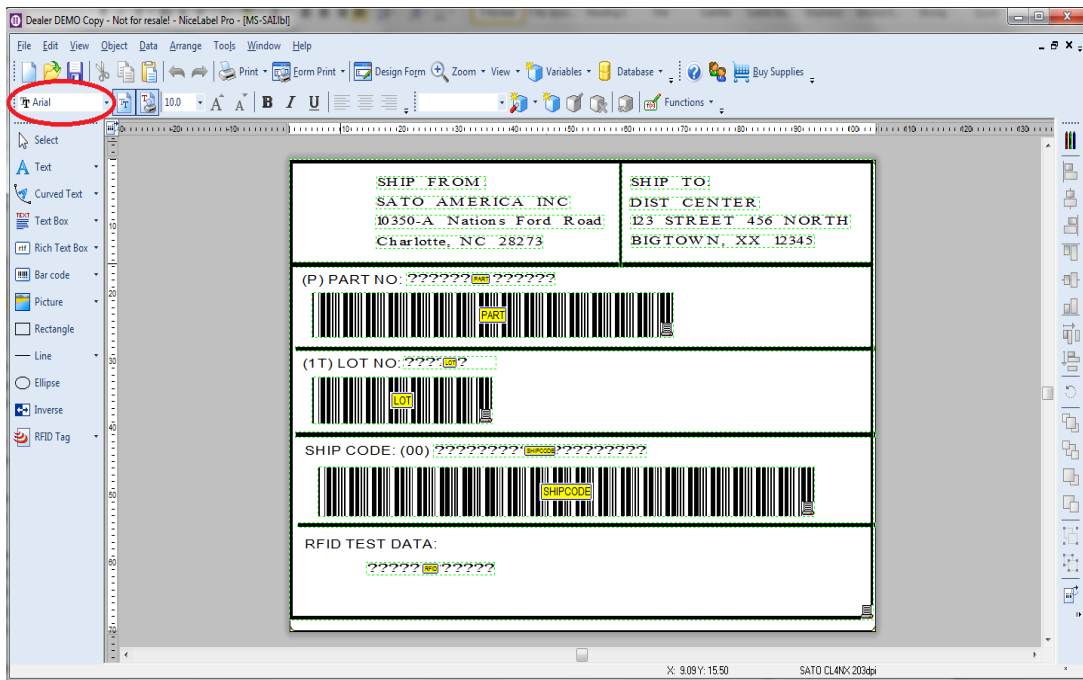 Dealer DEMO Copy - Not for resale! - NiceLabel Pro - [MS-SAI.lbl]
File Edit View Object Data Arrange Tools Window Help
Print Form Print Design Form Zoom View Variables Database Buy Supplies
Arial 10.0 A A B I U Functions
Select
Text
Curved Text
Text Box
Rich Text Box
Bar code
Picture
Rectangle
Line
Ellipse
Inverse
RFID Tag
SHIP FROM:
SATO AMERICA INC
10350-A Nations Ford Road
Charlotte, NC 28273
SHIP TO:
DIST CENTER
123 STREET 456 NORTH
BIGTOWN, XX 12345
(P) PART NO: ?????? PART ??????
PART
(1T) LOT NO: ???? LOT ?
LOT
SHIP CODE: (00) ???????? SHIPCODE ?????????
SHIPCODE
RFID TEST DATA:
????? RFID ?????
X: 9.09 Y: 15.50 SATO CL4NX 203dpi